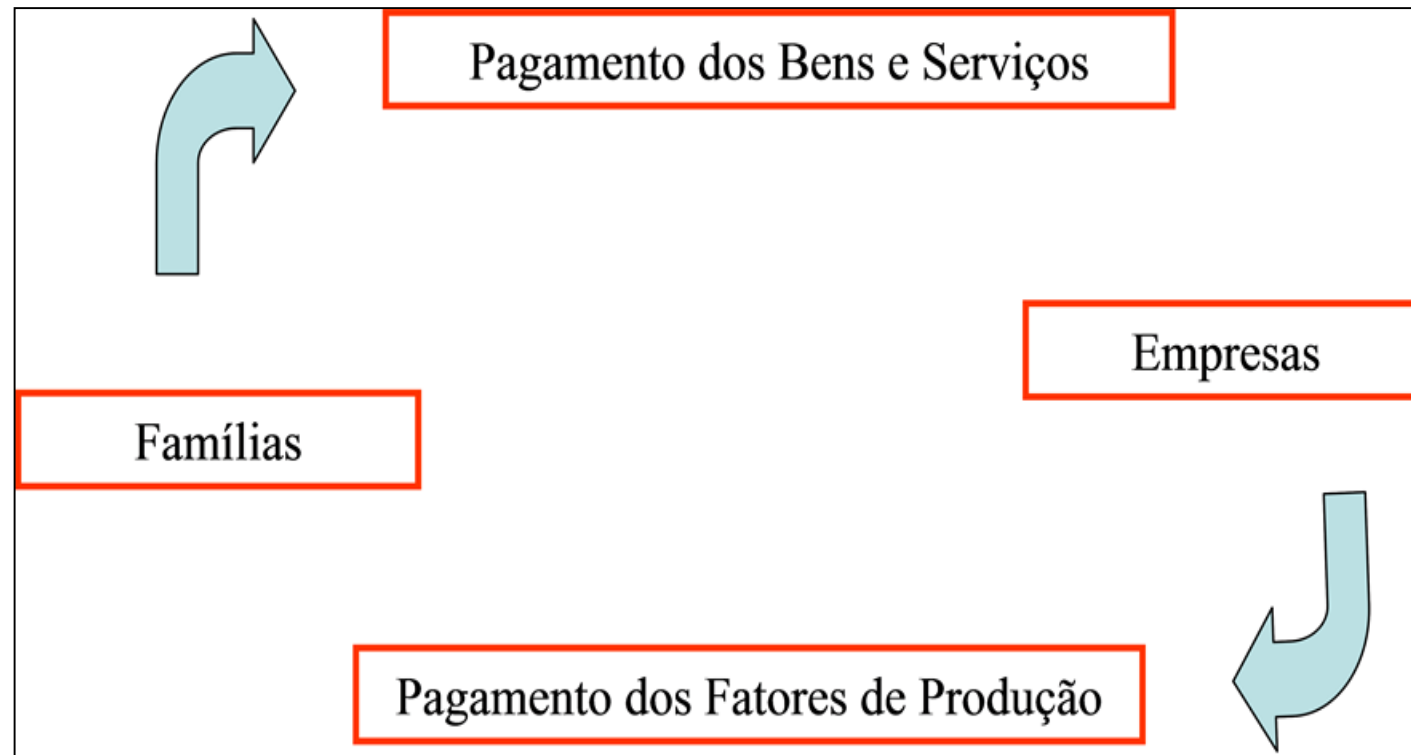 Pagamento dos Bens e Serviços
Empresas
Famílias
Pagamento dos Fatores de Produção